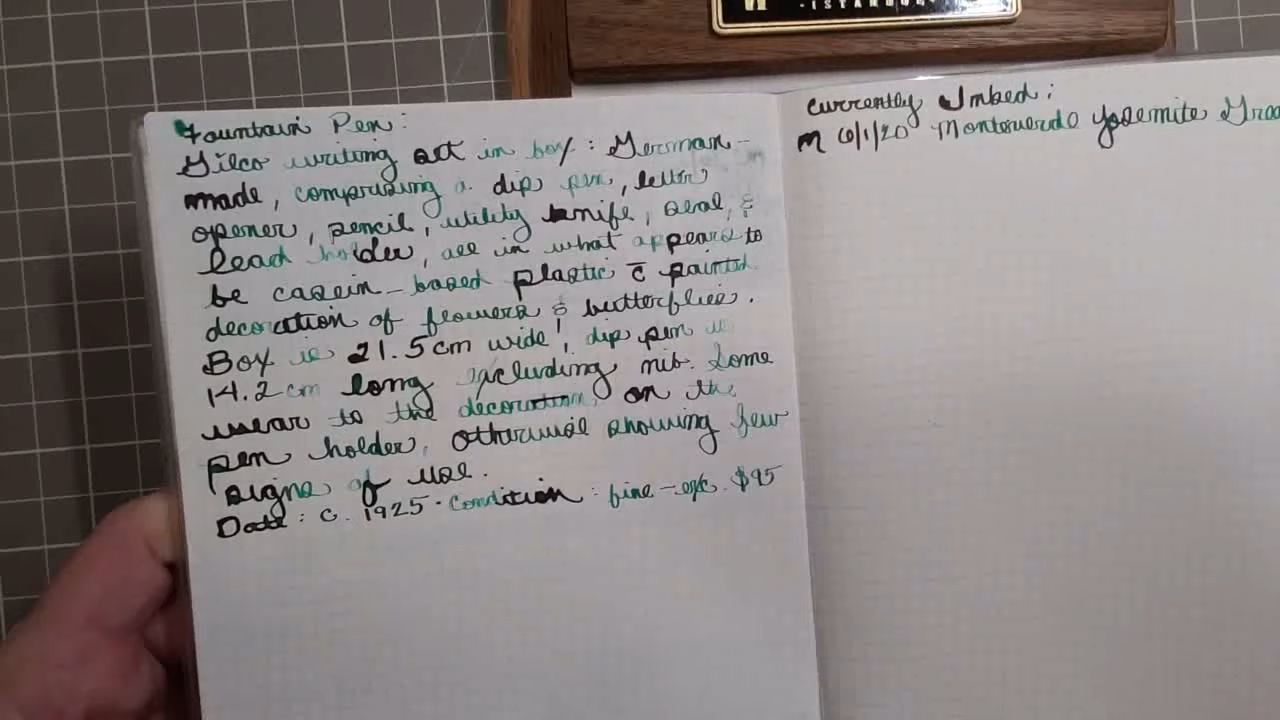 ISTANBUL
Fountain Pen:
Gilco writing set in box: German-
made, comprising a dip pen, letter
opener, pencil, utility knife, seal, &
lead holder, all in what appears to
be casein-based plastic c̄ painted
decoration of flowers & butterflies.
Box is 21.5cm wide; dip pen is
14.2cm long including nib. Some
wear to the decoration on the
pen holder, otherwise showing few
signs of use.
Date: c. 1925. Condition: fine-exc. $95
Currently Inked:
M 6/1/20 Monteverde Yosemite